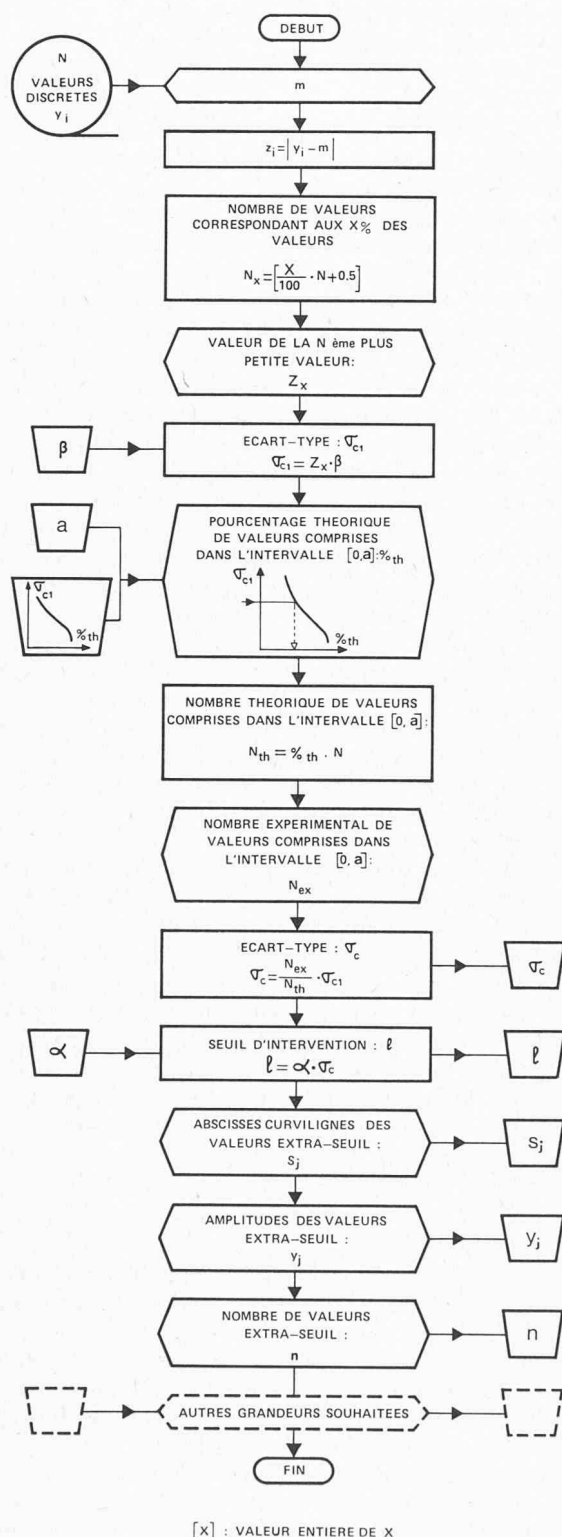 DEBUT
N
VALEURS
DISCRETES
y i
m
z i = | y i – m |
NOMBRE DE VALEURS
CORRESPONDANT AUX X% DES
VALEURS
N x = [ X / 100 · N + 0.5 ]
VALEUR DE LA N ème PLUS
PETITE VALEUR:
Z x
β
ECART–TYPE : σ c1
σ c1 = Z x · β
a
σ c1
% th
POURCENTAGE THEORIQUE
DE VALEURS COMPRISES
DANS L'INTERVALLE [0,a]:% th
σ c1
% th
NOMBRE THEORIQUE DE VALEURS
COMPRISES DANS L'INTERVALLE [0, a]:
N th = % th . N
NOMBRE EXPERIMENTAL DE
VALEURS COMPRISES DANS
L'INTERVALLE [0, a]:
N ex
ECART–TYPE : σ c
σ c = N ex / N th · σ c1
σ c
α
SEUIL D'INTERVENTION : ℓ
ℓ = α · σ c
ℓ
ABSCISSES CURVILIGNES DES
VALEURS EXTRA–SEUIL :
s j
s j
AMPLITUDES DES VALEURS
EXTRA–SEUIL :
y j
y j
NOMBRE DE VALEURS
EXTRA–SEUIL :
n
n
AUTRES GRANDEURS SOUHAITEES
FIN
[X] : VALEUR ENTIERE DE X